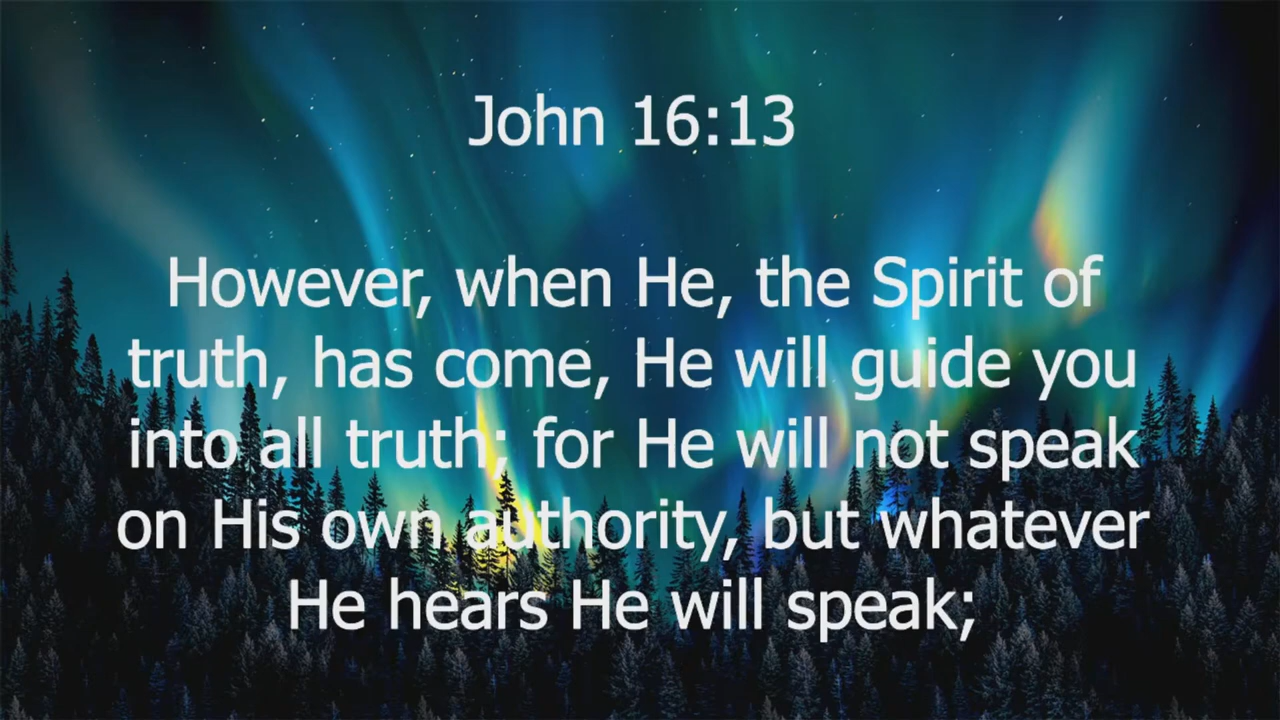 John 16:13
However, when He, the Spirit of
truth, has come, He will guide you
into all truth; for He will not speak
on His own authority, but whatever
He hears He will speak;